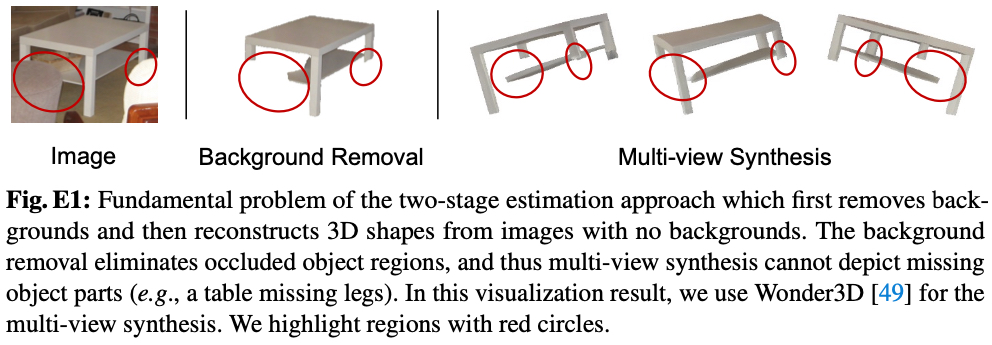 Image
Background Removal
Multi-view Synthesis
Fig. E1: Fundamental problem of the two-stage estimation approach which first removes back-
grounds and then reconstructs 3D shapes from images with no backgrounds. The background
removal eliminates occluded object regions, and thus multi-view synthesis cannot depict missing
object parts (e.g., a table missing legs). In this visualization result, we use Wonder3D [49] for the
multi-view synthesis. We highlight regions with red circles.